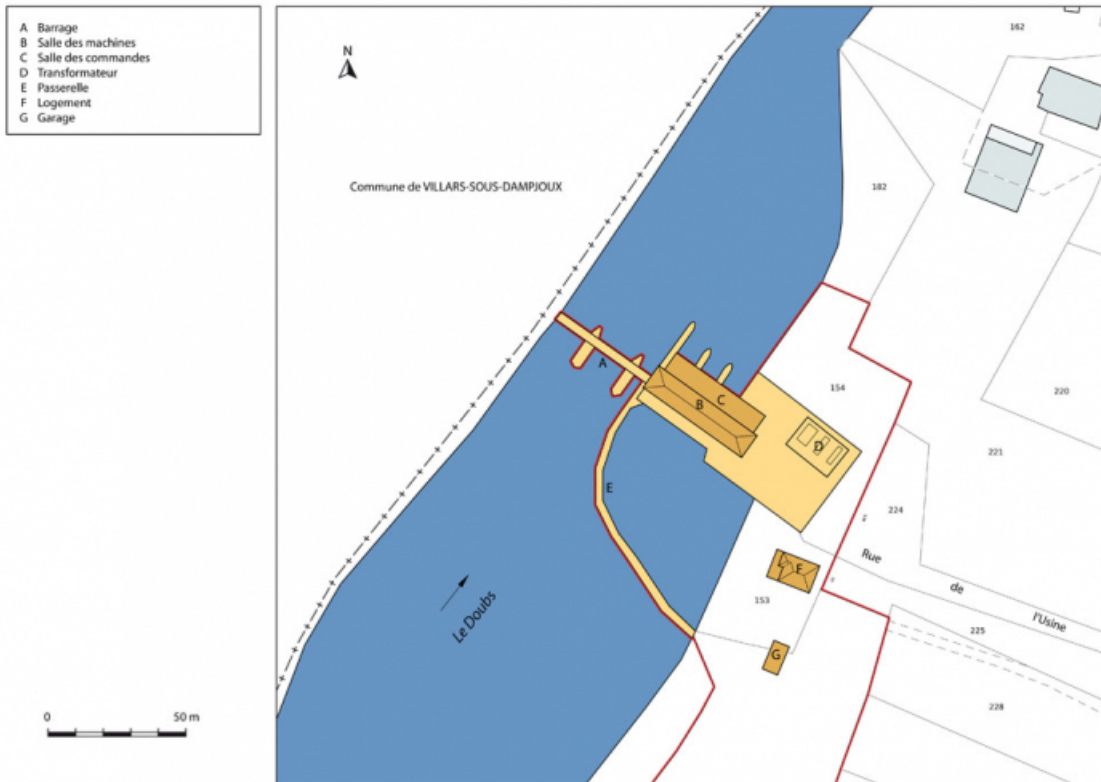 A Barrage
B Salle des machines
C Salle des commandes
D Transformateur
E Passerelle
F Logement
G Garage
N
162
Commune de VILLARS-SOUS-DAMPJOUX
182
A
C
B
154
220
D
221
E
224
Rue de l'Usine
F
153
225
G
Le Doubs
228
0 50 m